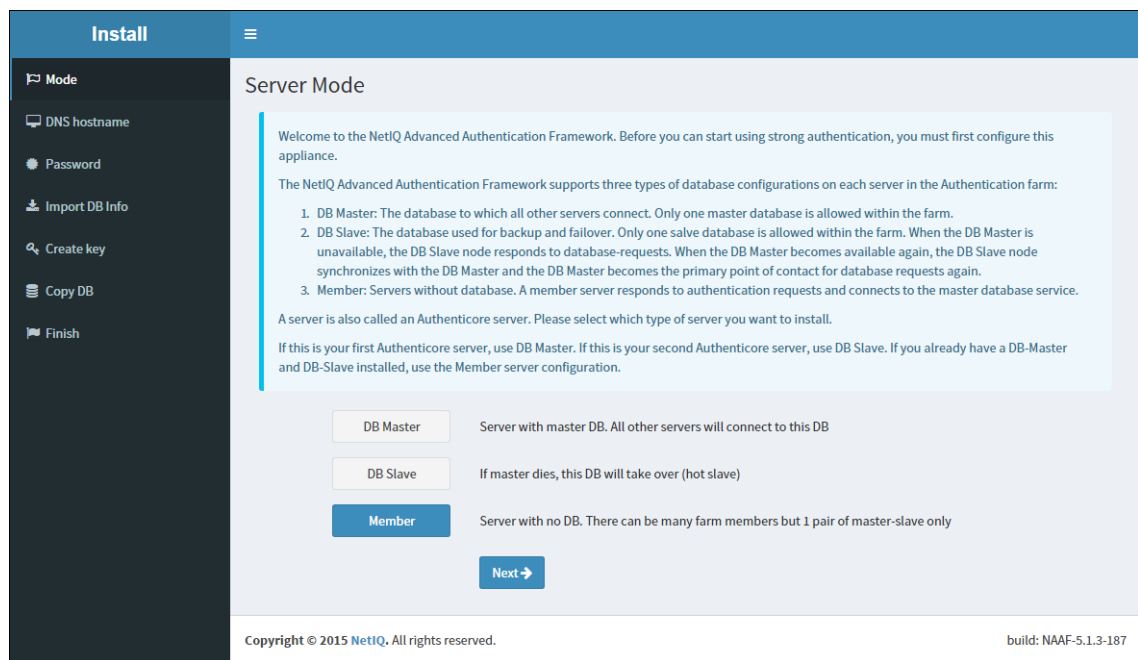 Install
Mode
DNS hostname
Password
Import DB Info
Create key
Copy DB
Finish
Server Mode
Welcome to the NetIQ Advanced Authentication Framework. Before you can start using strong authentication, you must first configure this
appliance.
The NetIQ Advanced Authentication Framework supports three types of database configurations on each server in the Authentication farm:
1. DB Master: The database to which all other servers connect. Only one master database is allowed within the farm.
2. DB Slave: The database used for backup and failover. Only one salve database is allowed within the farm. When the DB Master is
unavailable, the DB Slave node responds to database-requests. When the DB Master becomes available again, the DB Slave node
synchronizes with the DB Master and the DB Master becomes the primary point of contact for database requests again.
3. Member: Servers without database. A member server responds to authentication requests and connects to the master database service.
A server is also called an Authenticore server. Please select which type of server you want to install.
If this is your first Authenticore server, use DB Master. If this is your second Authenticore server, use DB Slave. If you already have a DB-Master
and DB-Slave installed, use the Member server configuration.
DB Master Server with master DB. All other servers will connect to this DB
DB Slave If master dies, this DB will take over (hot slave)
Member Server with no DB. There can be many farm members but 1 pair of master-slave only
Next
Copyright © 2015 NetIQ. All rights reserved. build: NAAF-5.1.3-187